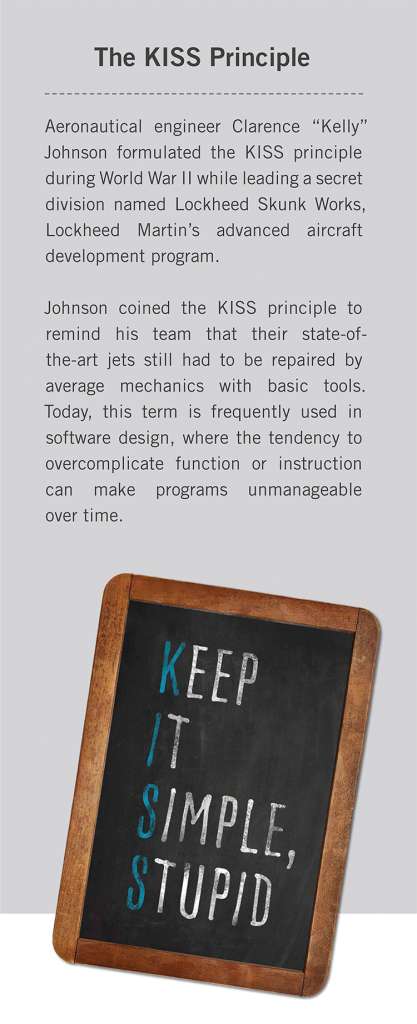 The KISS Principle
Aeronautical engineer Clarence “Kelly”
Johnson formulated the KISS principle
during World War II while leading a secret
division named Lockheed Skunk Works,
Lockheed Martin’s advanced aircraft
development program.
Johnson coined the KISS principle to
remind his team that their state-of-
the-art jets still had to be repaired by
average mechanics with basic tools.
Today, this term is frequently used in
software design, where the tendency to
overcomplicate function or instruction
can make programs unmanageable
over time.
KEEP
IT
SIMPLE,
STUPID